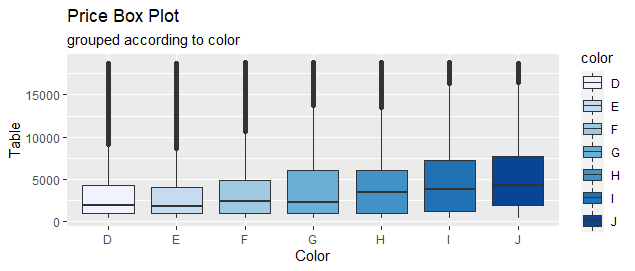 Price Box Plot
grouped according to color
Table
15000
10000
5000
0
D E F G H I J
Color
color
D
E
F
G
H
I
J